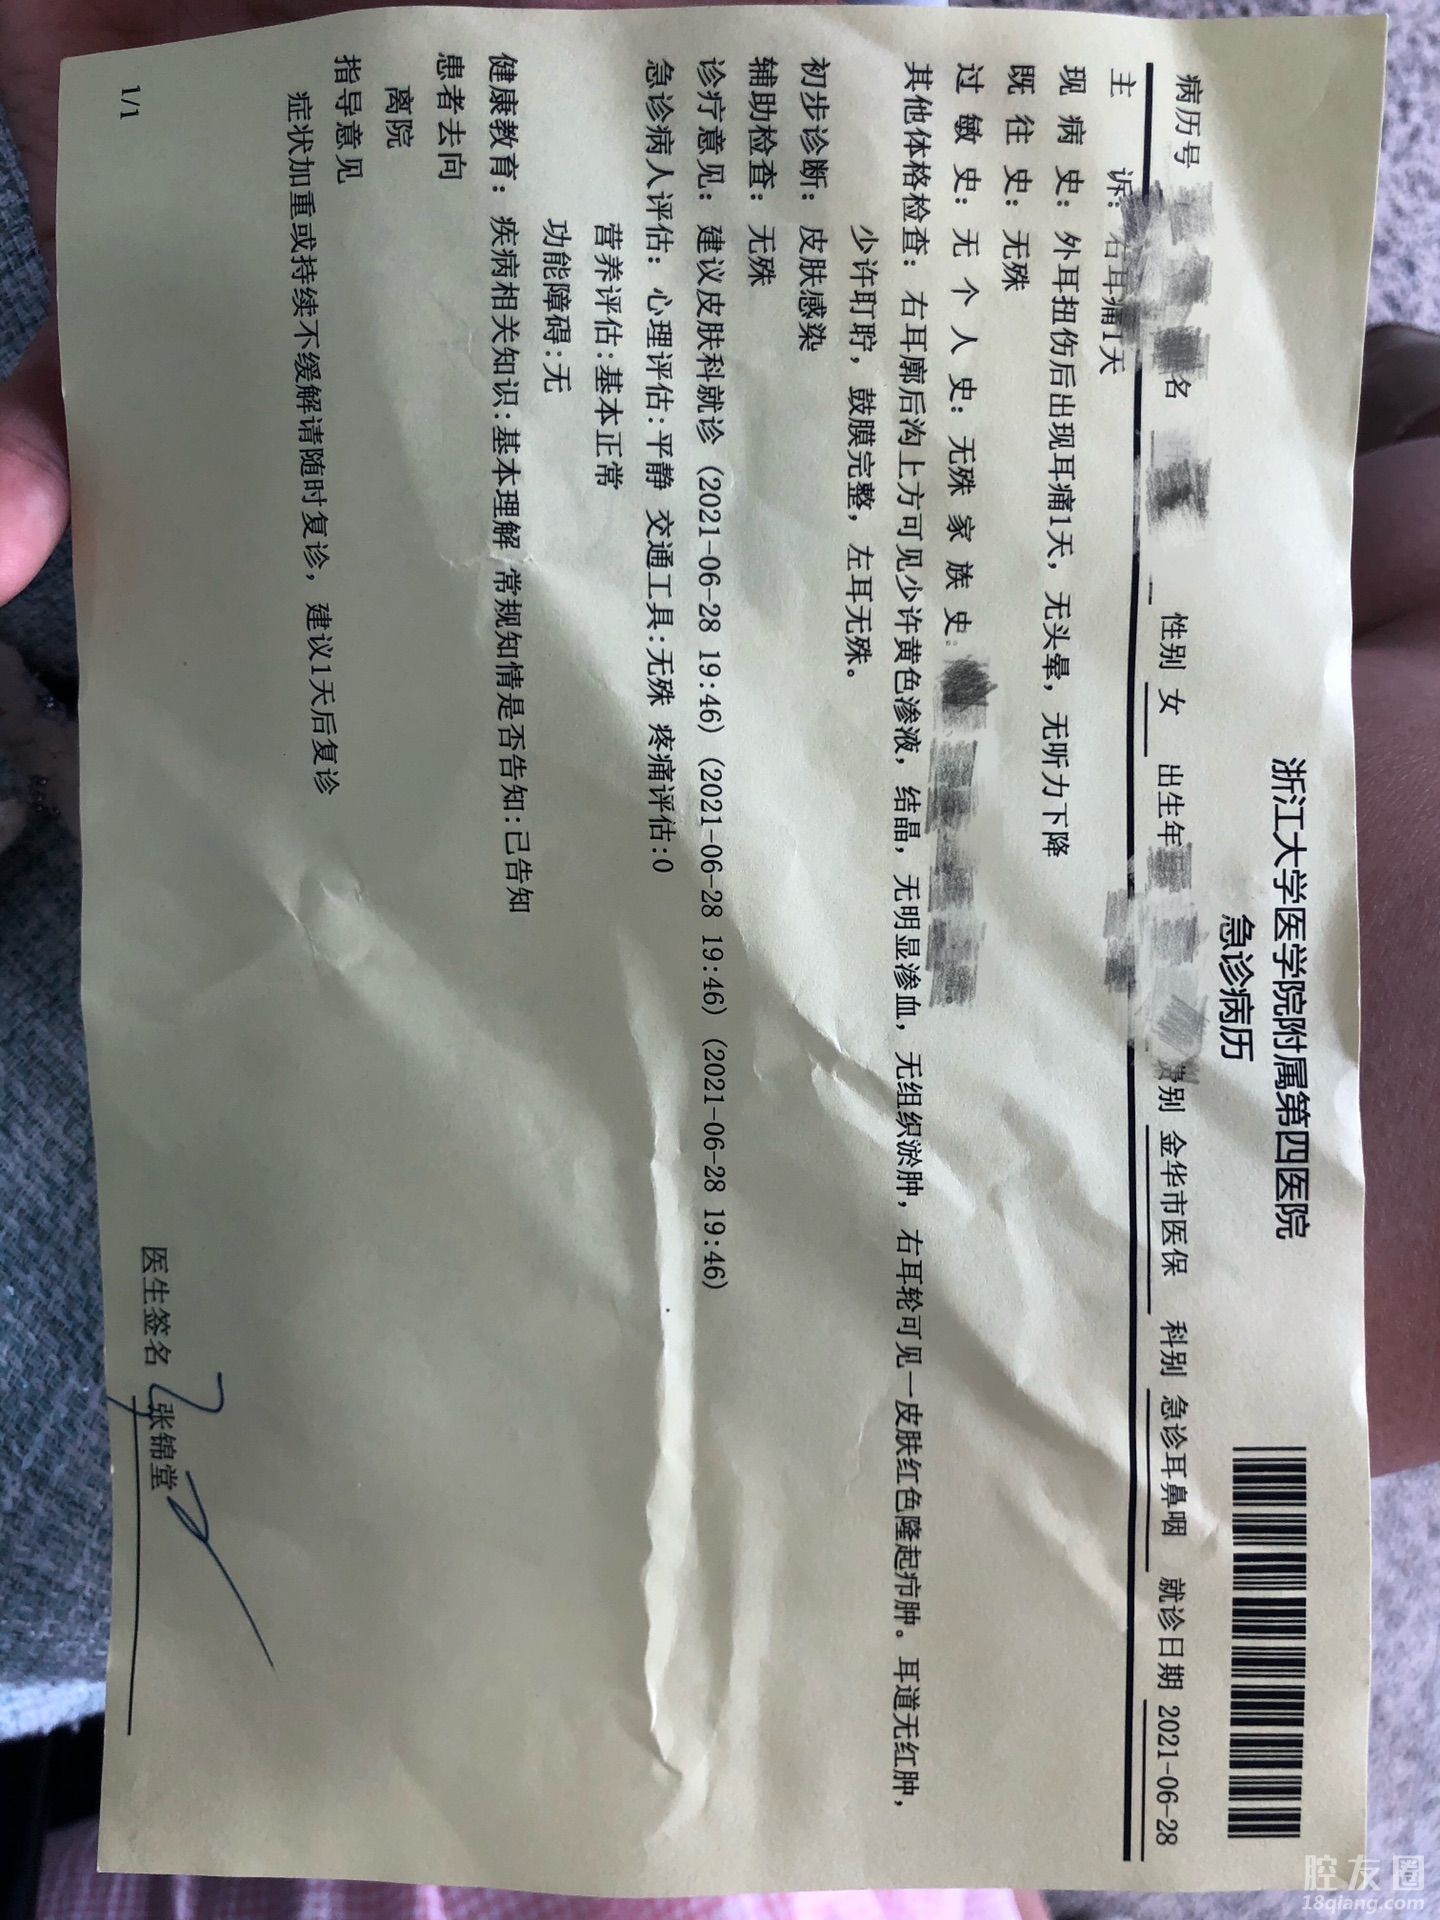 浙江大学医学院附属第四医院
急诊病历
病历号 名 性别 女 出生年 费别 金华市医保 科别 急诊耳鼻咽 就诊日期 2021-06-28
主 诉：右耳痛1天
现 病 史：外耳扭伤后出现耳痛1天，无头晕，无听力下降
既 往 史：无殊
过 敏 史：无 个 人 史：无殊 家 族 史：
其他体格检查：右耳廓后沟上方可见少许黄色渗液，结晶，无明显渗血，无组织淤肿，右耳轮可见一皮肤红色隆起疖肿。耳道无红肿，
少许耵聍，鼓膜完整，左耳无殊。
初步诊断：皮肤感染
辅助检查：无殊
诊疗意见：建议皮肤科就诊（2021-06-28 19:46）（2021-06-28 19:46）（2021-06-28 19:46）
急诊病人评估：心理评估:平静 交通工具:无殊 疼痛评估:0
营养评估:基本正常
功能障碍:无
健康教育：疾病相关知识:基本理解 常规知情是否告知:已告知
患者去向
离院
指导意见
症状加重或持续不缓解请随时复诊，建议1天后复诊
医生签名 张锦堂
1/1
腔友圈
18qiang.com